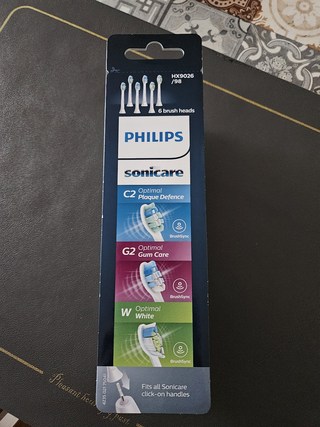 HX9026
/98
6 brush heads
PHILIPS
sonicare
C2 Optimal
Plaque Defence
BrushSync
G2 Optimal
Gum Care
BrushSync
W Optimal
White
BrushSync
Fits all Sonicare
click-on handles